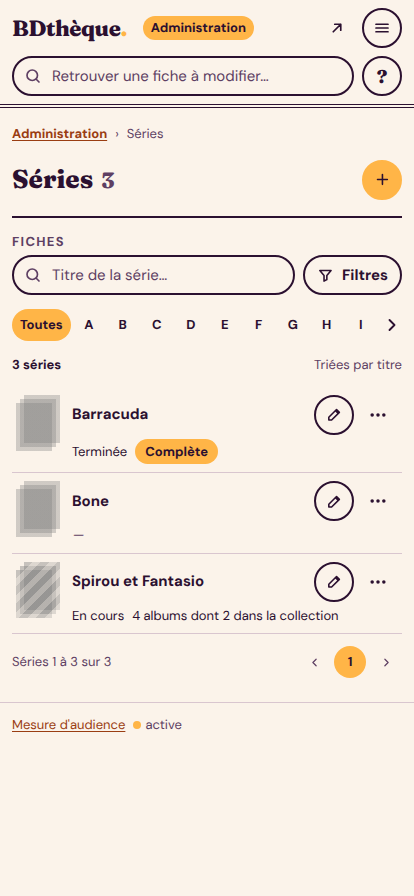 BDthèque. Administration
Retrouver une fiche à modifier... ?
Administration › Séries
Séries 3 +
FICHES
Titre de la série... Filtres
Toutes A B C D E F G H I
3 séries Triées par titre
Barracuda
Terminée Complète
Bone
—
Spirou et Fantasio
En cours 4 albums dont 2 dans la collection
Séries 1 à 3 sur 3 ‹ 1 ›
Mesure d'audience active